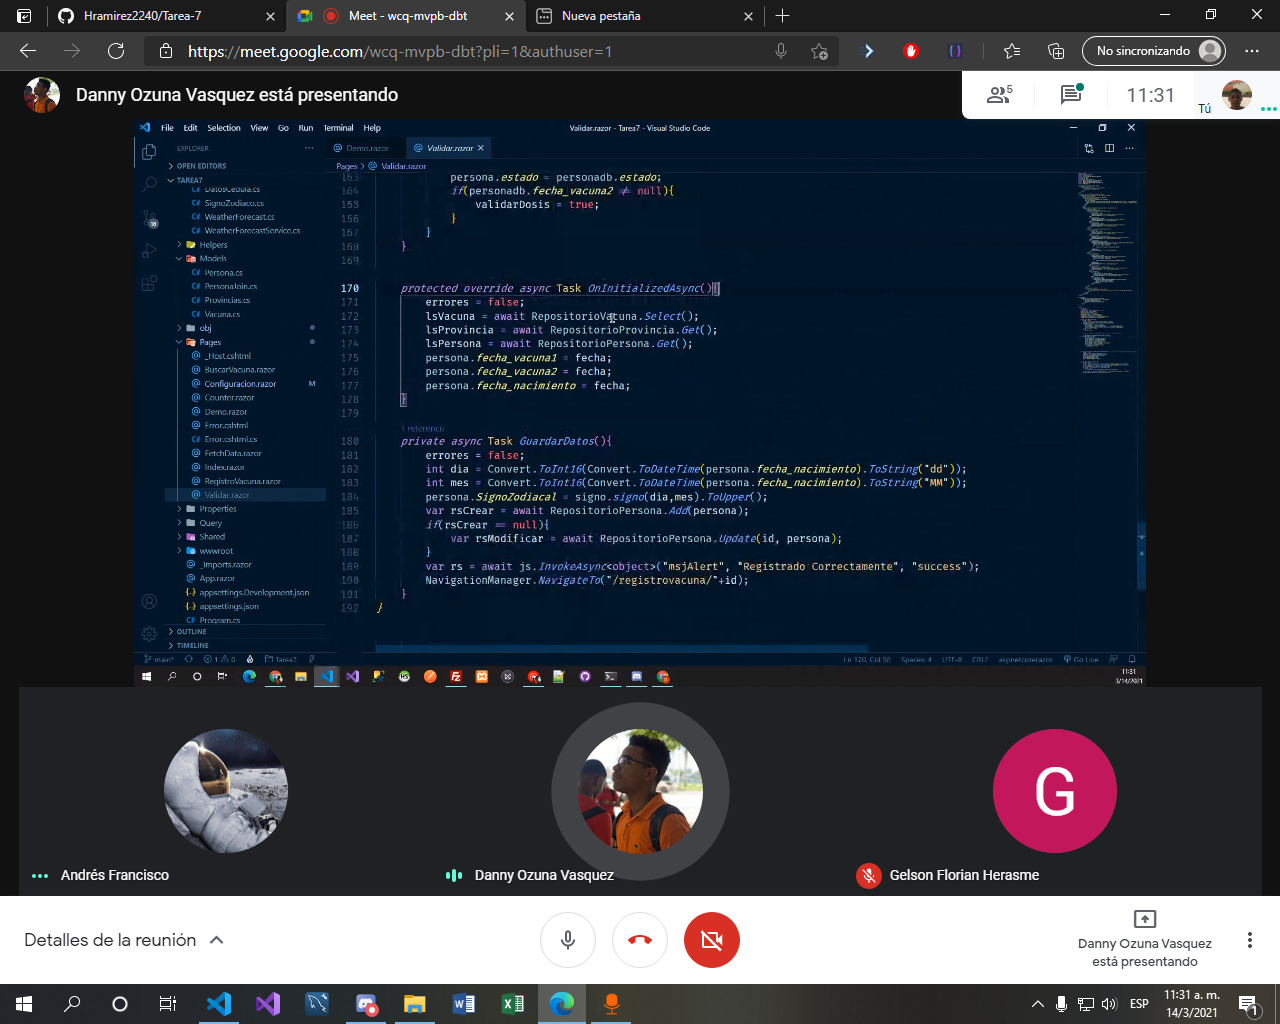 Hramirez2240/Tarea-7
Meet - wcq-mvpb-dbt
Nueva pestaña
https://meet.google.com/wcq-mvpb-dbt?pli=1&authuser=1
No sincronizando
Danny Ozuna Vasquez está presentando
5
11:31
Tú
File Edit Selection View Go Run Terminal Help
Validar.razor - Tarea7 - Visual Studio Code
EXPLORER
Demo.razor
Validar.razor
OPEN EDITORS
Pages > Validar.razor
TAREA7
DatosCedula.cs
SignoZodiaco.cs
WeatherForecast.cs
WeatherForecastService.cs
Helpers
Models
Persona.cs
PersonaJoin.cs
Provincias.cs
Vacuna.cs
obj
Pages
_Host.cshtml
BuscarVacuna.razor
Configuracion.razor M
Counter.razor
Demo.razor
Error.cshtml
Error.cshtml.cs
FetchData.razor
Index.razor
RegistroVacuna.razor
Validar.razor
Properties
Query
Shared
wwwroot
_Imports.razor
App.razor
appsettings.Development.json
appsettings.json
Program.cs
OUTLINE
TIMELINE
163 persona.estado = personadb.estado;
164 if(personadb.fecha_vacuna2 ≠ null){
165 validarDosis = true;
166 }
167 }
168 }
169
170 protected override async Task OnInitializedAsync(){
171 errores = false;
172 lsVacuna = await RepositorioVacuna.Select();
173 lsProvincia = await RepositorioProvincia.Get();
174 lsPersona = await RepositorioPersona.Get();
175 persona.fecha_vacuna1 = fecha;
176 persona.fecha_vacuna2 = fecha;
177 persona.fecha_nacimiento = fecha;
178 }
179
1 reference
180 private async Task GuardarDatos(){
181 errores = false;
182 int dia = Convert.ToInt16(Convert.ToDateTime(persona.fecha_nacimiento).ToString("dd"));
183 int mes = Convert.ToInt16(Convert.ToDateTime(persona.fecha_nacimiento).ToString("MM"));
184 persona.SignoZodiacal = signo.signo(dia,mes).ToUpper();
185 var rsCrear = await RepositorioPersona.Add(persona);
186 if(rsCrear == null){
187 var rsModificar = await RepositorioPersona.Update(id, persona);
188 }
189 var rs = await js.InvokeAsync<object>("msjAlert", "Registrado Correctamente", "success");
190 NavigationManager.NavigateTo("/registrovacuna/"+id);
191 }
192 }
main* 1 0 Tarea7
Ln 120, Col 56 Spaces: 4 UTF-8 CRLF aspnetcorerazor Go Live
11:31
3/14/2021
Andrés Francisco
Danny Ozuna Vasquez
G
Gelson Florian Herasme
Detalles de la reunión
Danny Ozuna Vasquez
está presentando
ESP
11:31 a. m.
14/3/2021
1